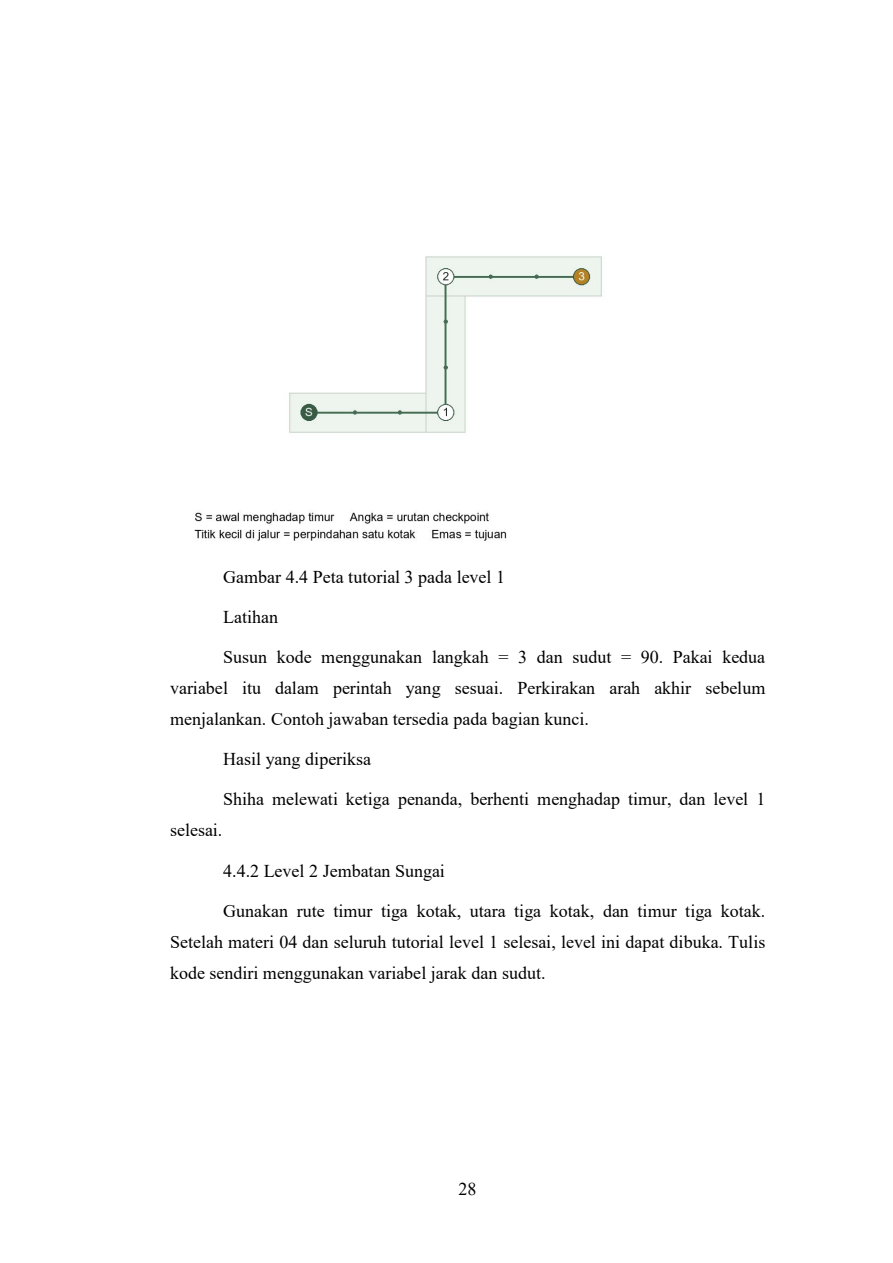 2
3
S
1
S = awal menghadap timur Angka = urutan checkpoint
Titik kecil di jalur = perpindahan satu kotak Emas = tujuan
Gambar 4.4 Peta tutorial 3 pada level 1
Latihan
Susun kode menggunakan langkah = 3 dan sudut = 90. Pakai kedua
variabel itu dalam perintah yang sesuai. Perkirakan arah akhir sebelum
menjalankan. Contoh jawaban tersedia pada bagian kunci.
Hasil yang diperiksa
Shiha melewati ketiga penanda, berhenti menghadap timur, dan level 1
selesai.
4.4.2 Level 2 Jembatan Sungai
Gunakan rute timur tiga kotak, utara tiga kotak, dan timur tiga kotak.
Setelah materi 04 dan seluruh tutorial level 1 selesai, level ini dapat dibuka. Tulis
kode sendiri menggunakan variabel jarak dan sudut.
28